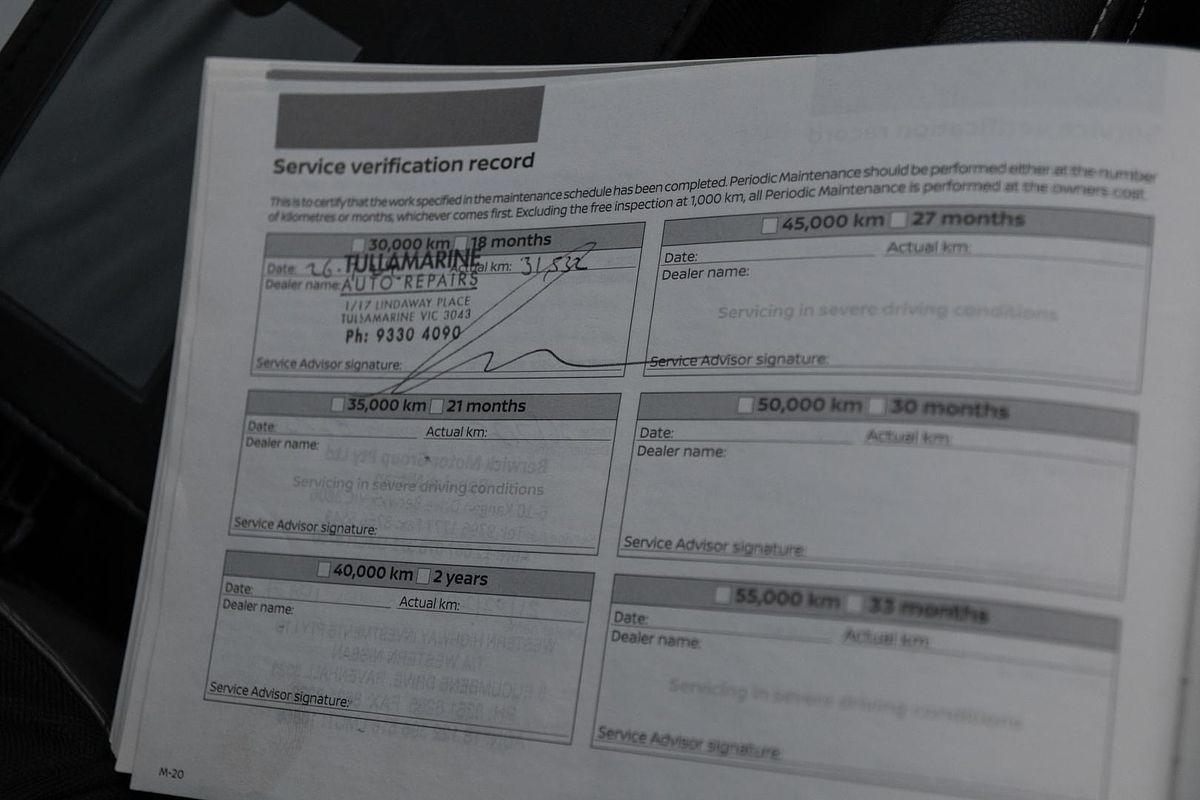 Service verification record
This is to certify that the work specified in the maintenance schedule has been completed. Periodic Maintenance should be performed either at the number
of kilometres or months, whichever comes first. Excluding the free inspection at 1,000 km, all Periodic Maintenance is performed at the owners cost.
30,000 km 18 months
Date: 26. Actual km: 31,532
Dealer name:
TULLAMARINE
AUTO REPAIRS
1/17 LINDAWAY PLACE
TULLAMARINE VIC 3043
Ph: 9330 4090
Service Advisor signature:
35,000 km 21 months
Date: Actual km:
Dealer name:
Servicing in severe driving conditions
Service Advisor signature:
40,000 km 2 years
Date: Actual km:
Dealer name:
Service Advisor signature:
45,000 km 27 months
Date: Actual km:
Dealer name:
Servicing in severe driving conditions
Service Advisor signature:
50,000 km 30 months
Date: Actual km:
Dealer name:
Service Advisor signature:
55,000 km 33 months
Date: Actual km:
Dealer name:
Servicing in severe driving conditions
Service Advisor signature:
M-20